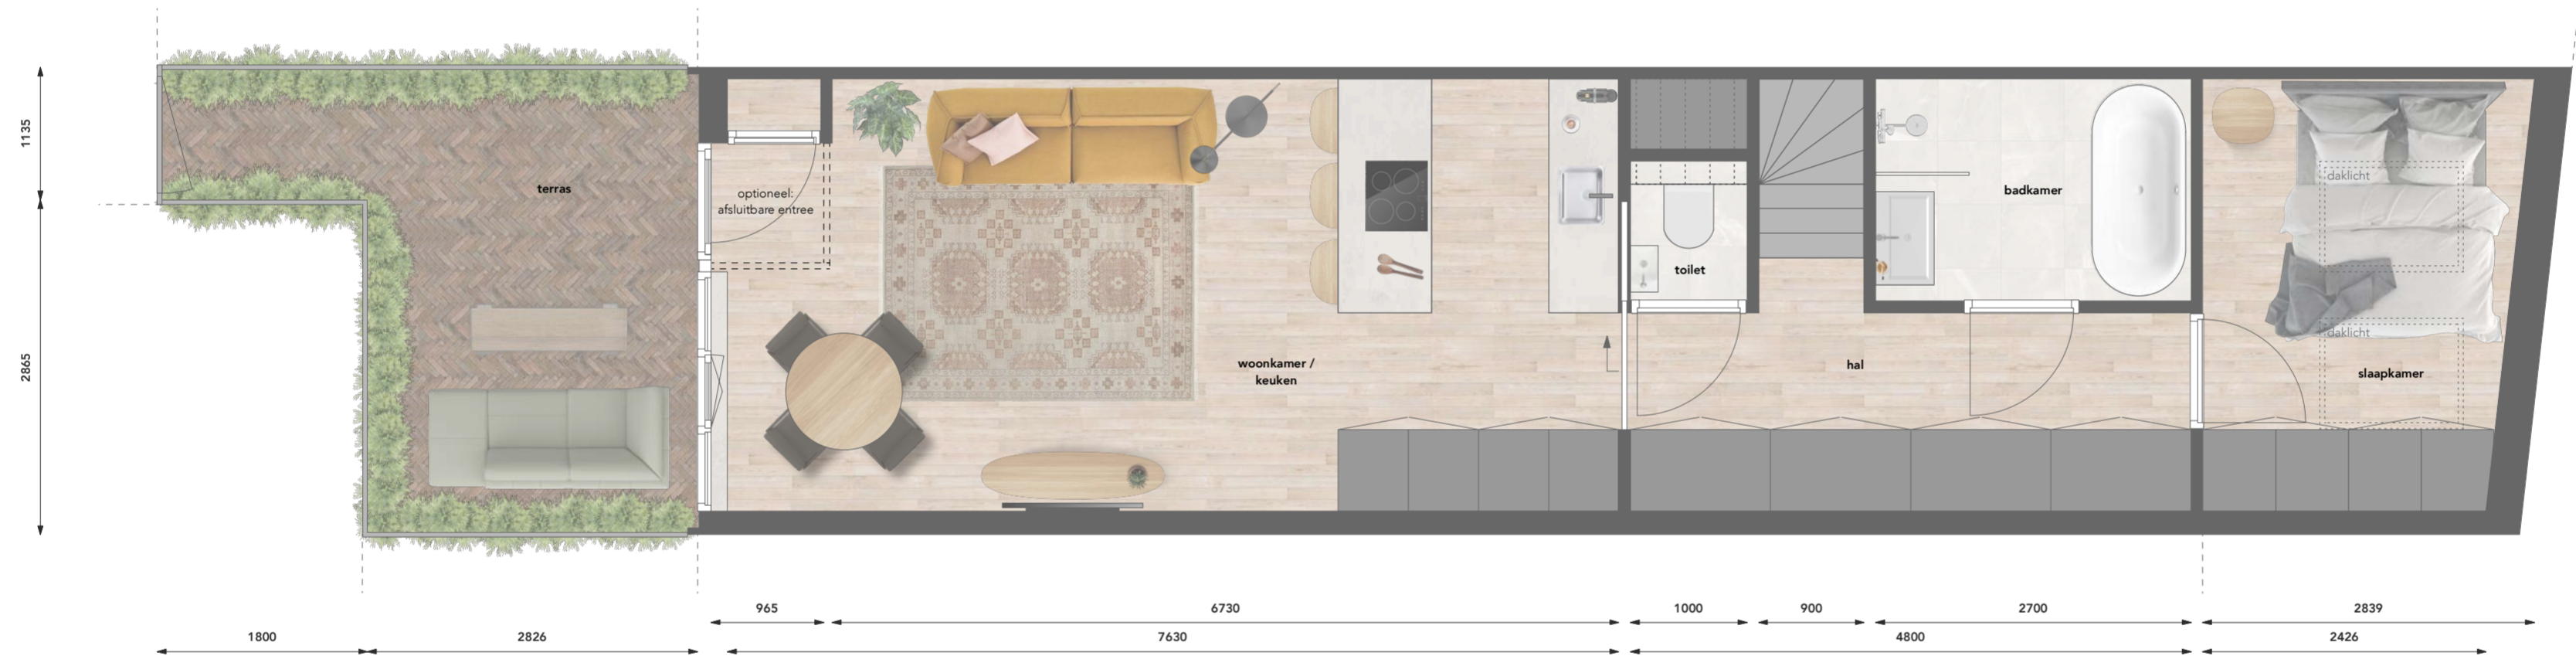 1135
2865
terras
optioneel:
afsluitbare entree
woonkamer /
keuken
toilet
hal
badkamer
daklicht
daklicht
slaapkamer
965
6730
1000
900
2700
2839
1800
2826
7630
4800
2426